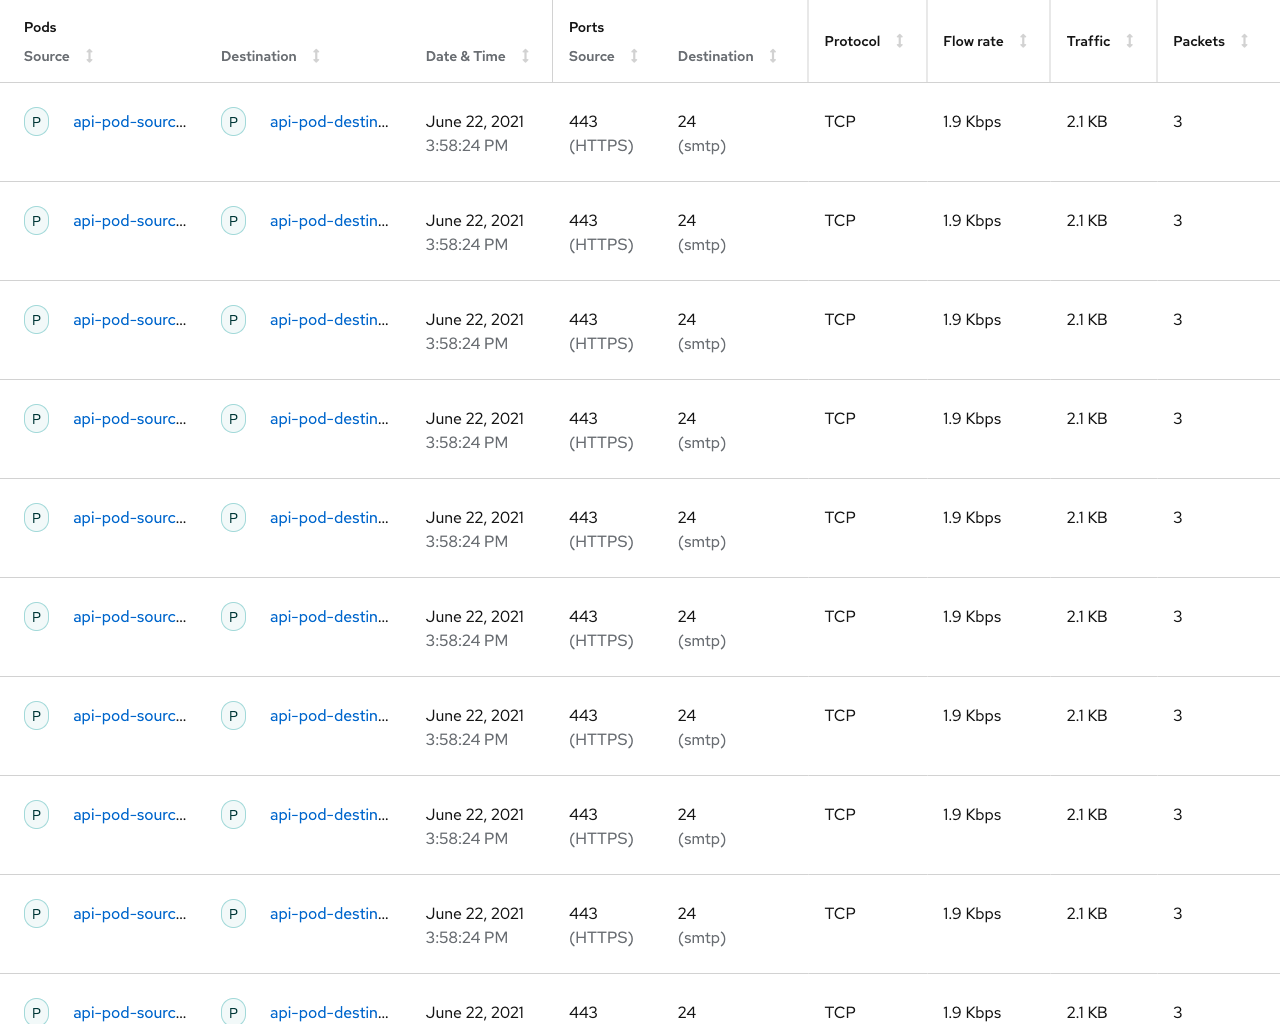 Pods Ports
Source Destination Date & Time Source Destination Protocol Flow rate Traffic Packets
P api-pod-sourc... P api-pod-destin... June 22, 2021 443 24 TCP 1.9 Kbps 2.1 KB 3
3:58:24 PM (HTTPS) (smtp)
P api-pod-sourc... P api-pod-destin... June 22, 2021 443 24 TCP 1.9 Kbps 2.1 KB 3
3:58:24 PM (HTTPS) (smtp)
P api-pod-sourc... P api-pod-destin... June 22, 2021 443 24 TCP 1.9 Kbps 2.1 KB 3
3:58:24 PM (HTTPS) (smtp)
P api-pod-sourc... P api-pod-destin... June 22, 2021 443 24 TCP 1.9 Kbps 2.1 KB 3
3:58:24 PM (HTTPS) (smtp)
P api-pod-sourc... P api-pod-destin... June 22, 2021 443 24 TCP 1.9 Kbps 2.1 KB 3
3:58:24 PM (HTTPS) (smtp)
P api-pod-sourc... P api-pod-destin... June 22, 2021 443 24 TCP 1.9 Kbps 2.1 KB 3
3:58:24 PM (HTTPS) (smtp)
P api-pod-sourc... P api-pod-destin... June 22, 2021 443 24 TCP 1.9 Kbps 2.1 KB 3
3:58:24 PM (HTTPS) (smtp)
P api-pod-sourc... P api-pod-destin... June 22, 2021 443 24 TCP 1.9 Kbps 2.1 KB 3
3:58:24 PM (HTTPS) (smtp)
P api-pod-sourc... P api-pod-destin... June 22, 2021 443 24 TCP 1.9 Kbps 2.1 KB 3
3:58:24 PM (HTTPS) (smtp)
P api-pod-sourc... P api-pod-destin... June 22, 2021 443 24 TCP 1.9 Kbps 2.1 KB 3